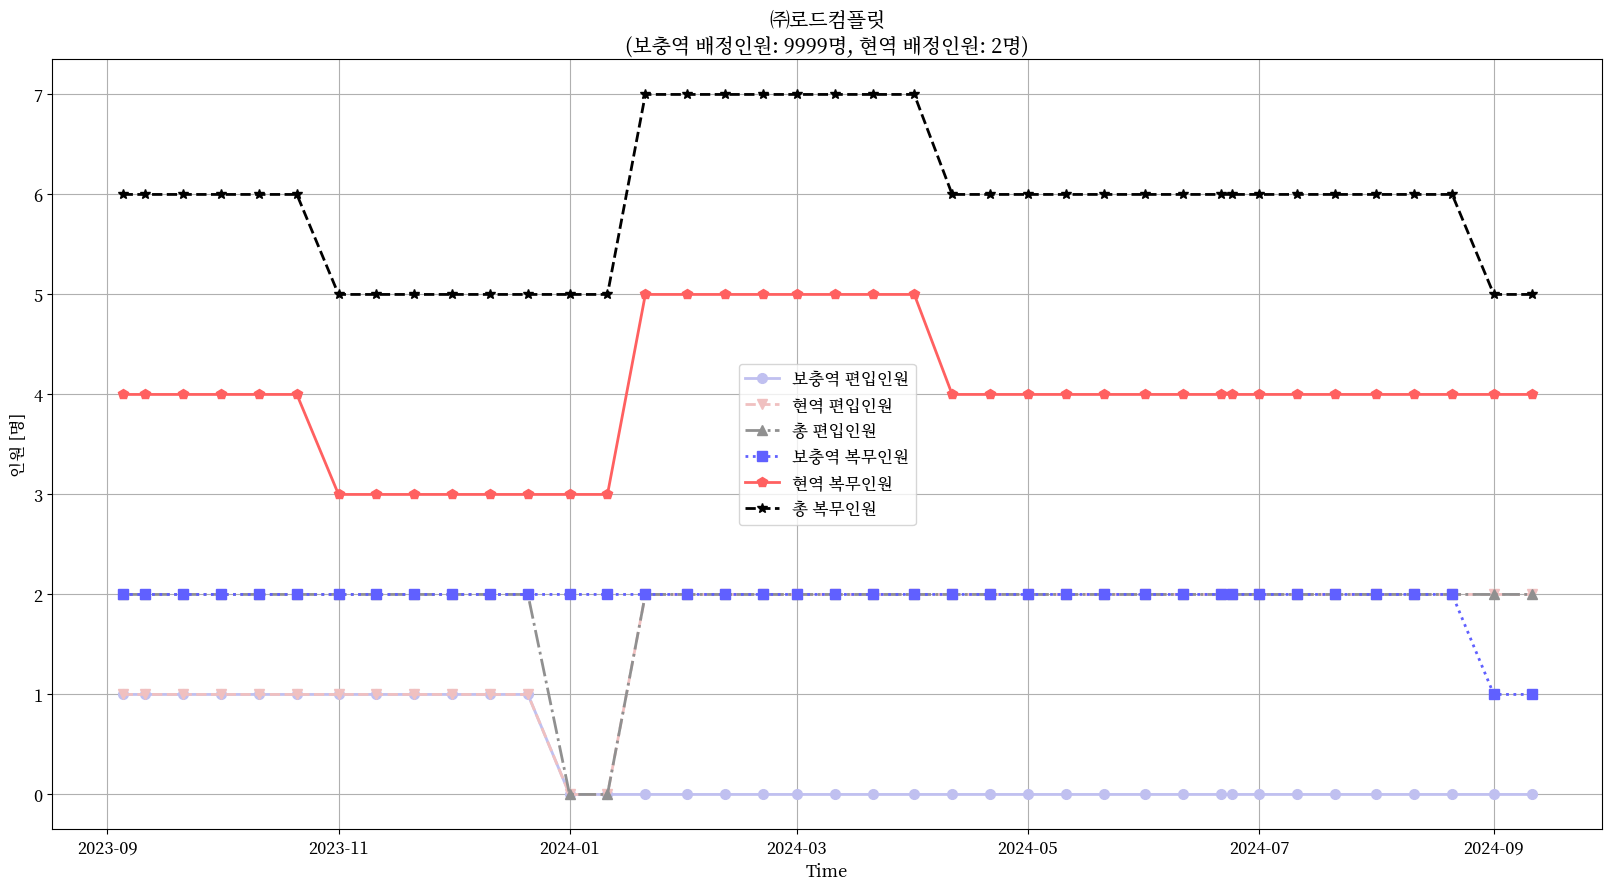 ㈜로드컴플릿
(보충역 배정인원: 9999명, 현역 배정인원: 2명)
인원 [명]
7
6
5
4
3
2
1
0
보충역 편입인원
현역 편입인원
총 편입인원
보충역 복무인원
현역 복무인원
총 복무인원
2023-09
2023-11
2024-01
2024-03
2024-05
2024-07
2024-09
Time